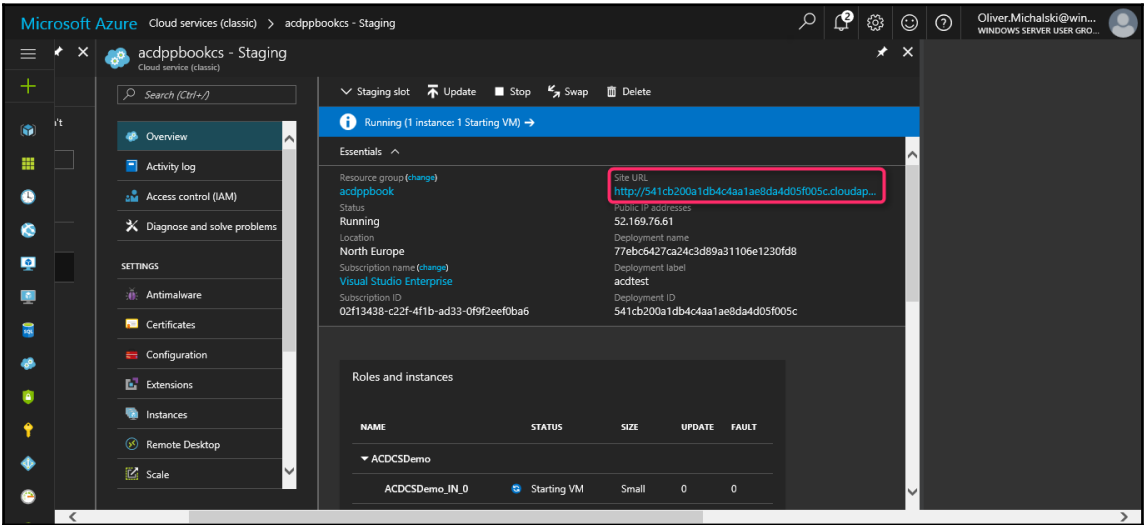 Microsoft Azure Cloud services (classic) > acdppbookcs - Staging
2
Oliver.Michalski@win...
WINDOWS SERVER USER GRO...
acdppbookcs - Staging
Cloud service (classic)
Search (Ctrl+/)
Overview
Activity log
Access control (IAM)
Diagnose and solve problems
SETTINGS
Antimalware
Certificates
Configuration
Extensions
Instances
Remote Desktop
Scale
't
SQL
Staging slot Update Stop Swap Delete
Running (1 instance: 1 Starting VM) →
Essentials
Resource group (change)
acdppbook
Status
Running
Location
North Europe
Subscription name (change)
Visual Studio Enterprise
Subscription ID
02f13438-c22f-4f1b-ad33-0f9f2eef0ba6
Site URL
http://541cb200a1db4c4aa1ae8da4d05f005c.cloudap...
Public IP addresses
52.169.76.61
Deployment name
77ebc6427ca24c3d89a31106e1230fd8
Deployment label
acdtest
Deployment ID
541cb200a1db4c4aa1ae8da4d05f005c
Roles and instances
NAME STATUS SIZE UPDATE FAULT
ACDCSDemo
ACDCSDemo_IN_0 Starting VM Small 0 0